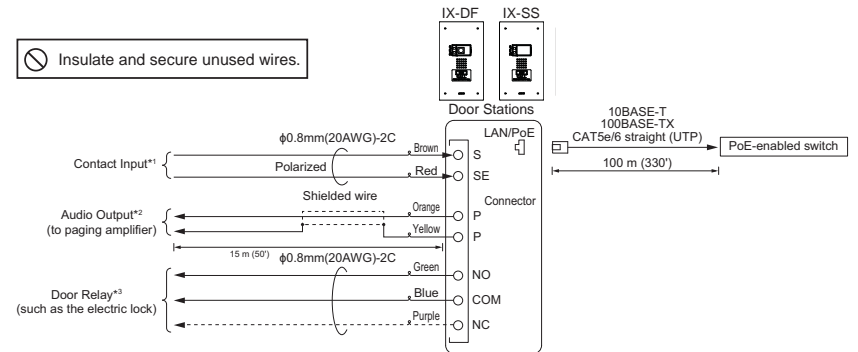 IX-DF IX-SS
Insulate and secure unused wires.
Door Stations
10BASE-T
100BASE-TX
CAT5e/6 straight (UTP)
PoE-enabled switch
100 m (330')
LAN/PoE
Connector
ϕ0.8mm(20AWG)-2C
Contact Input*1
Polarized
Brown
S
Red
SE
Shielded wire
Audio Output*2
(to paging amplifier)
Orange
P
Yellow
P
15 m (50')
ϕ0.8mm(20AWG)-2C
Door Relay*3
(such as the electric lock)
Green
NO
Blue
COM
Purple
NC